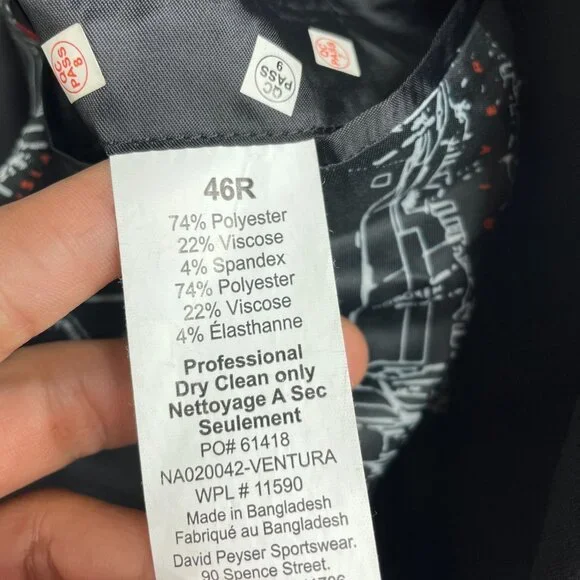 QC
PASS
8
QC
PASS
9
QC
PASS
46R
74% Polyester
22% Viscose
4% Spandex
74% Polyester
22% Viscose
4% Élasthanne
Professional
Dry Clean only
Nettoyage A Sec
Seulement
PO# 61418
NA020042-VENTURA
WPL # 11590
Made in Bangladesh
Fabriqué au Bangladesh
David Peyser Sportswear.
90 Spence Street.